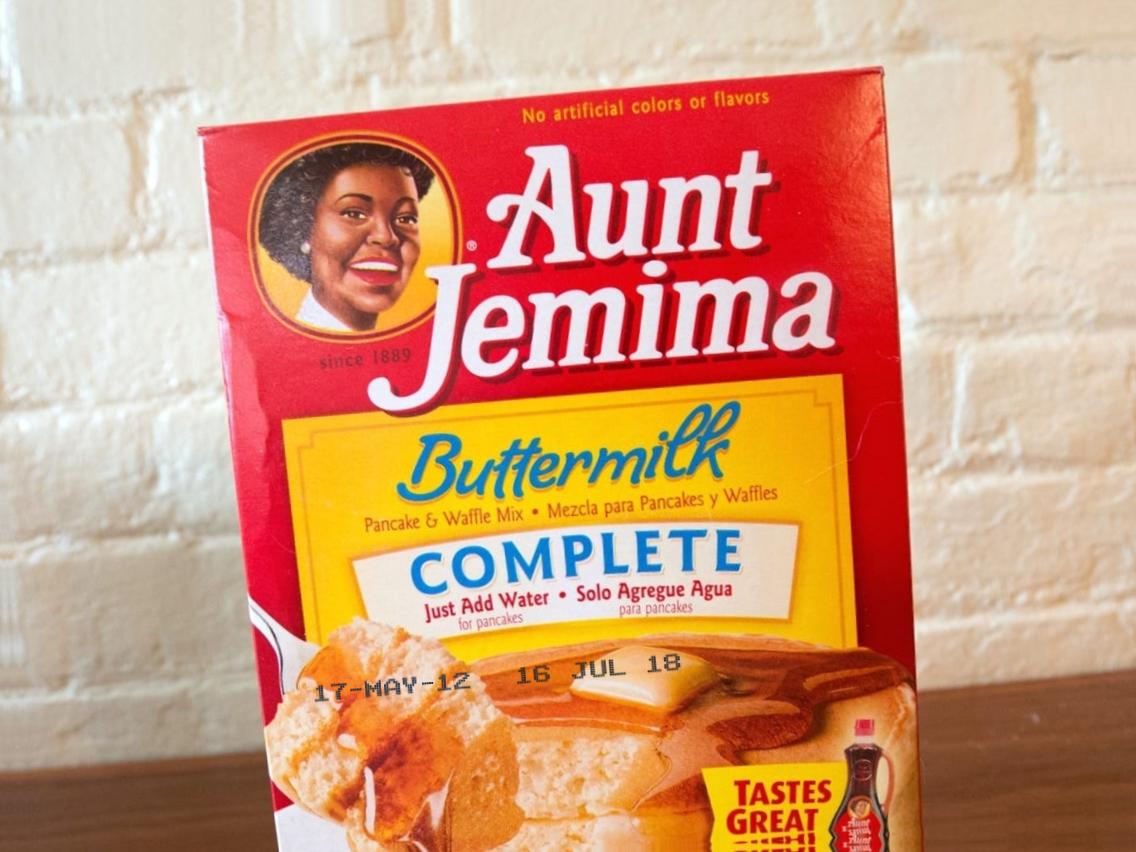 No artificial colors or flavors
Aunt
Jemima®
since 1889
Buttermilk
Pancake & Waffle Mix • Mezcla para Pancakes y Waffles
COMPLETE
Just Add Water • Solo Agregue Agua
for pancakes para pancakes
17-MAY-12 16 JUL 18
TASTES
GREAT
Aunt